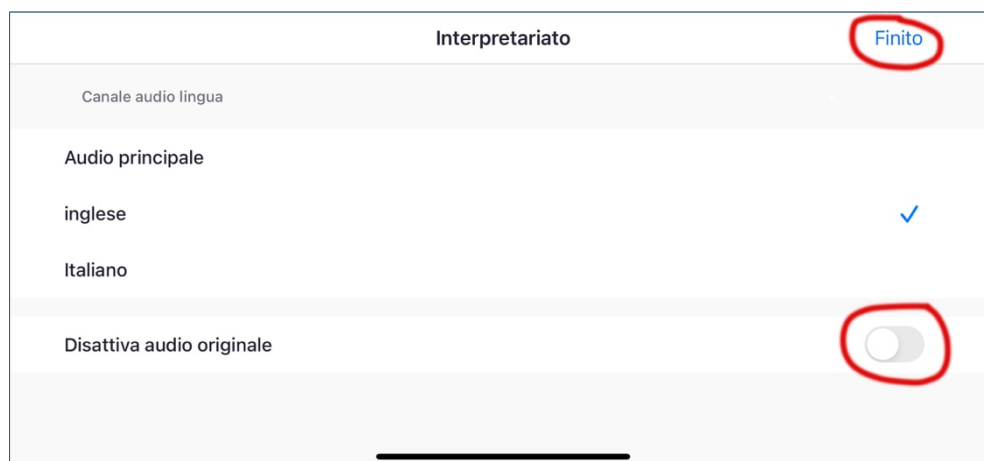 Interpretariato Finito
Canale audio lingua
Audio principale
inglese
Italiano
Disattiva audio originale